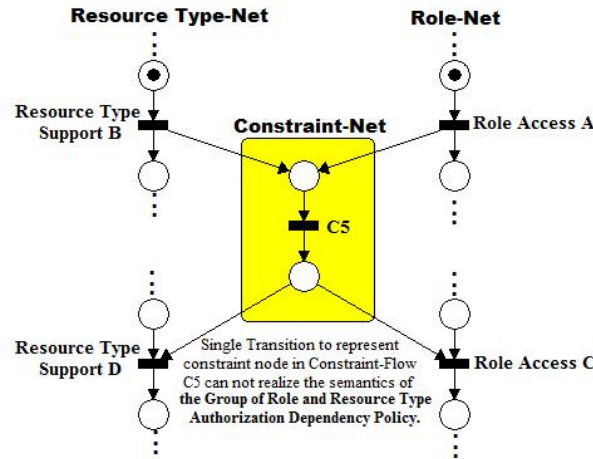 Resource Type-Net
Role-Net
Resource Type
Support B
Constraint-Net
Role Access A
C5
Resource Type
Support D
Single Transition to represent
constraint node in Constraint-Flow
C5 can not realize the semantics of
the Group of Role and Resource Type
Authorization Dependency Policy.
Role Access C